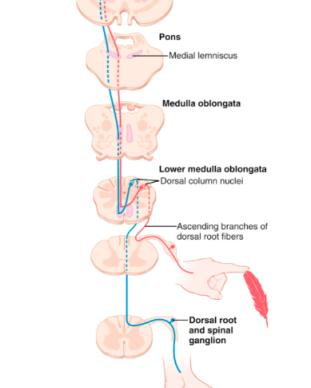 Pons
Medial lemniscus
Medulla oblongata
Lower medulla oblongata
Dorsal column nuclei
Ascending branches of
dorsal root fibers
Dorsal root
and spinal
ganglion